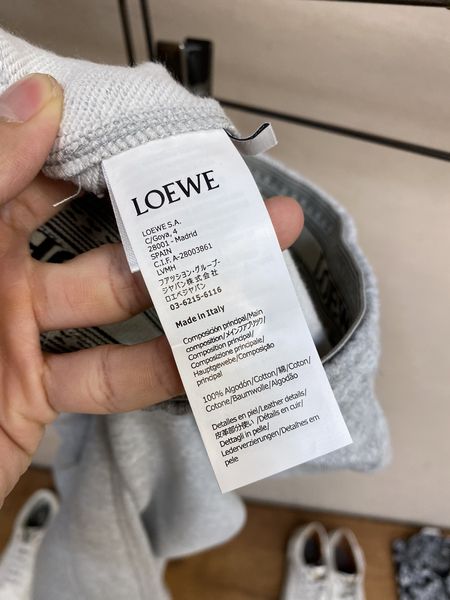 LOEWE
LOEWE S.A.
C/Goya, 4
28001 - Madrid
SPAIN
C.I.F. A-28003861
LVMH
ファッション・グループ・
ジャパン株式会社
ロエベジャパン
03-6215-6116
Made in Italy
Composición principal/Main
composition/メインファブリック/
Composition principal/
Composizione principale/
Hauptgewebe/Composição
principal
100% Algodón/Cotton/綿/Coton/
Cotone/Baumwolle/Algodão
Detalles en piel/Leather details/
皮革部分使い /Détails en cuir/
Dettagli in pelle/
Lederverzierungen/Detalhes em
pele